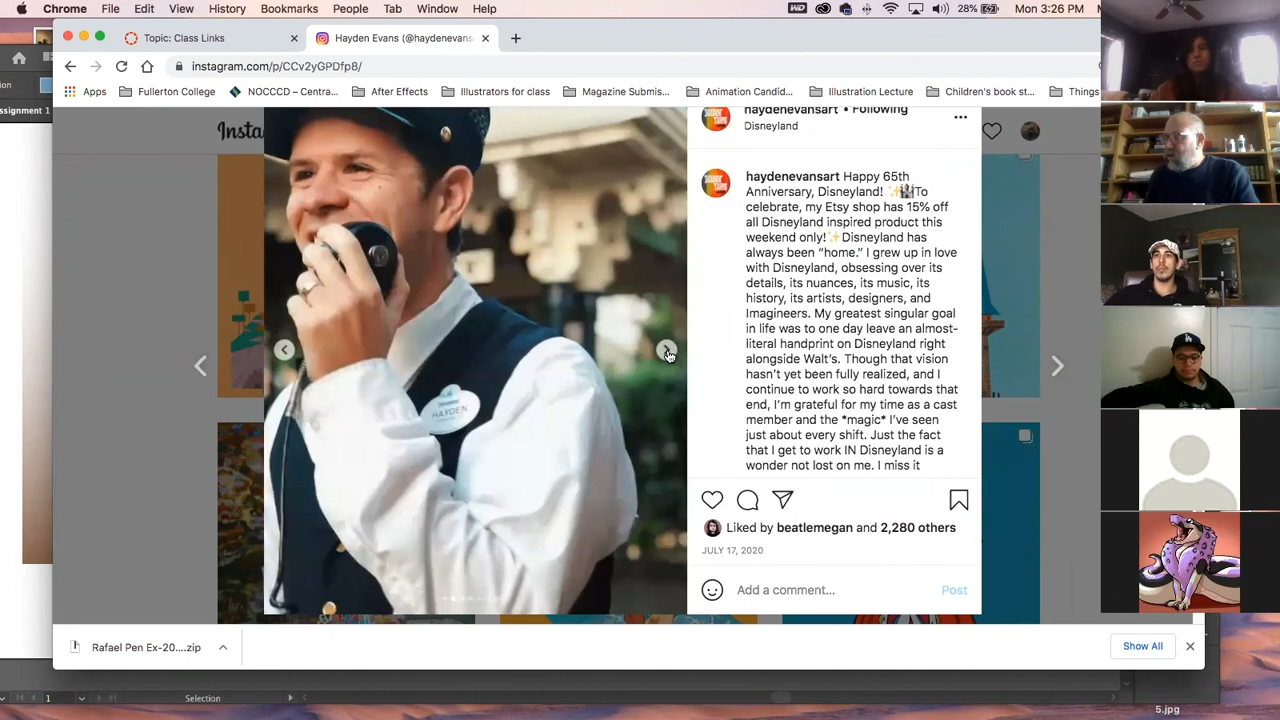 Chrome File Edit View History Bookmarks People Tab Window Help
28% Mon 3:26 PM
Topic: Class Links
Hayden Evans (@haydenevans
instagram.com/p/CCv2yGPDfp8/
Apps Fullerton College NOCCCD – Centra... After Effects Illustrators for class Magazine Submis... Animation Candid... Illustration Lecture Children's book st... Things
ssignment 1
Insta
haydenevansart • Following
Disneyland
haydenevansart Happy 65th
Anniversary, Disneyland! ✨🏰To
celebrate, my Etsy shop has 15% off
all Disneyland inspired product this
weekend only!✨Disneyland has
always been “home.” I grew up in love
with Disneyland, obsessing over its
details, its nuances, its music, its
history, its artists, designers, and
Imagineers. My greatest singular goal
in life was to one day leave an almost-
literal handprint on Disneyland right
alongside Walt’s. Though that vision
hasn’t yet been fully realized, and I
continue to work so hard towards that
end, I’m grateful for my time as a cast
member and the *magic* I’ve seen
just about every shift. Just the fact
that I get to work IN Disneyland is a
wonder not lost on me. I miss it
HAYDEN
Liked by beatlemegan and 2,280 others
JULY 17, 2020
Add a comment... Post
Rafael Pen Ex-20....zip
Show All
1
Selection
5.jpg
LA